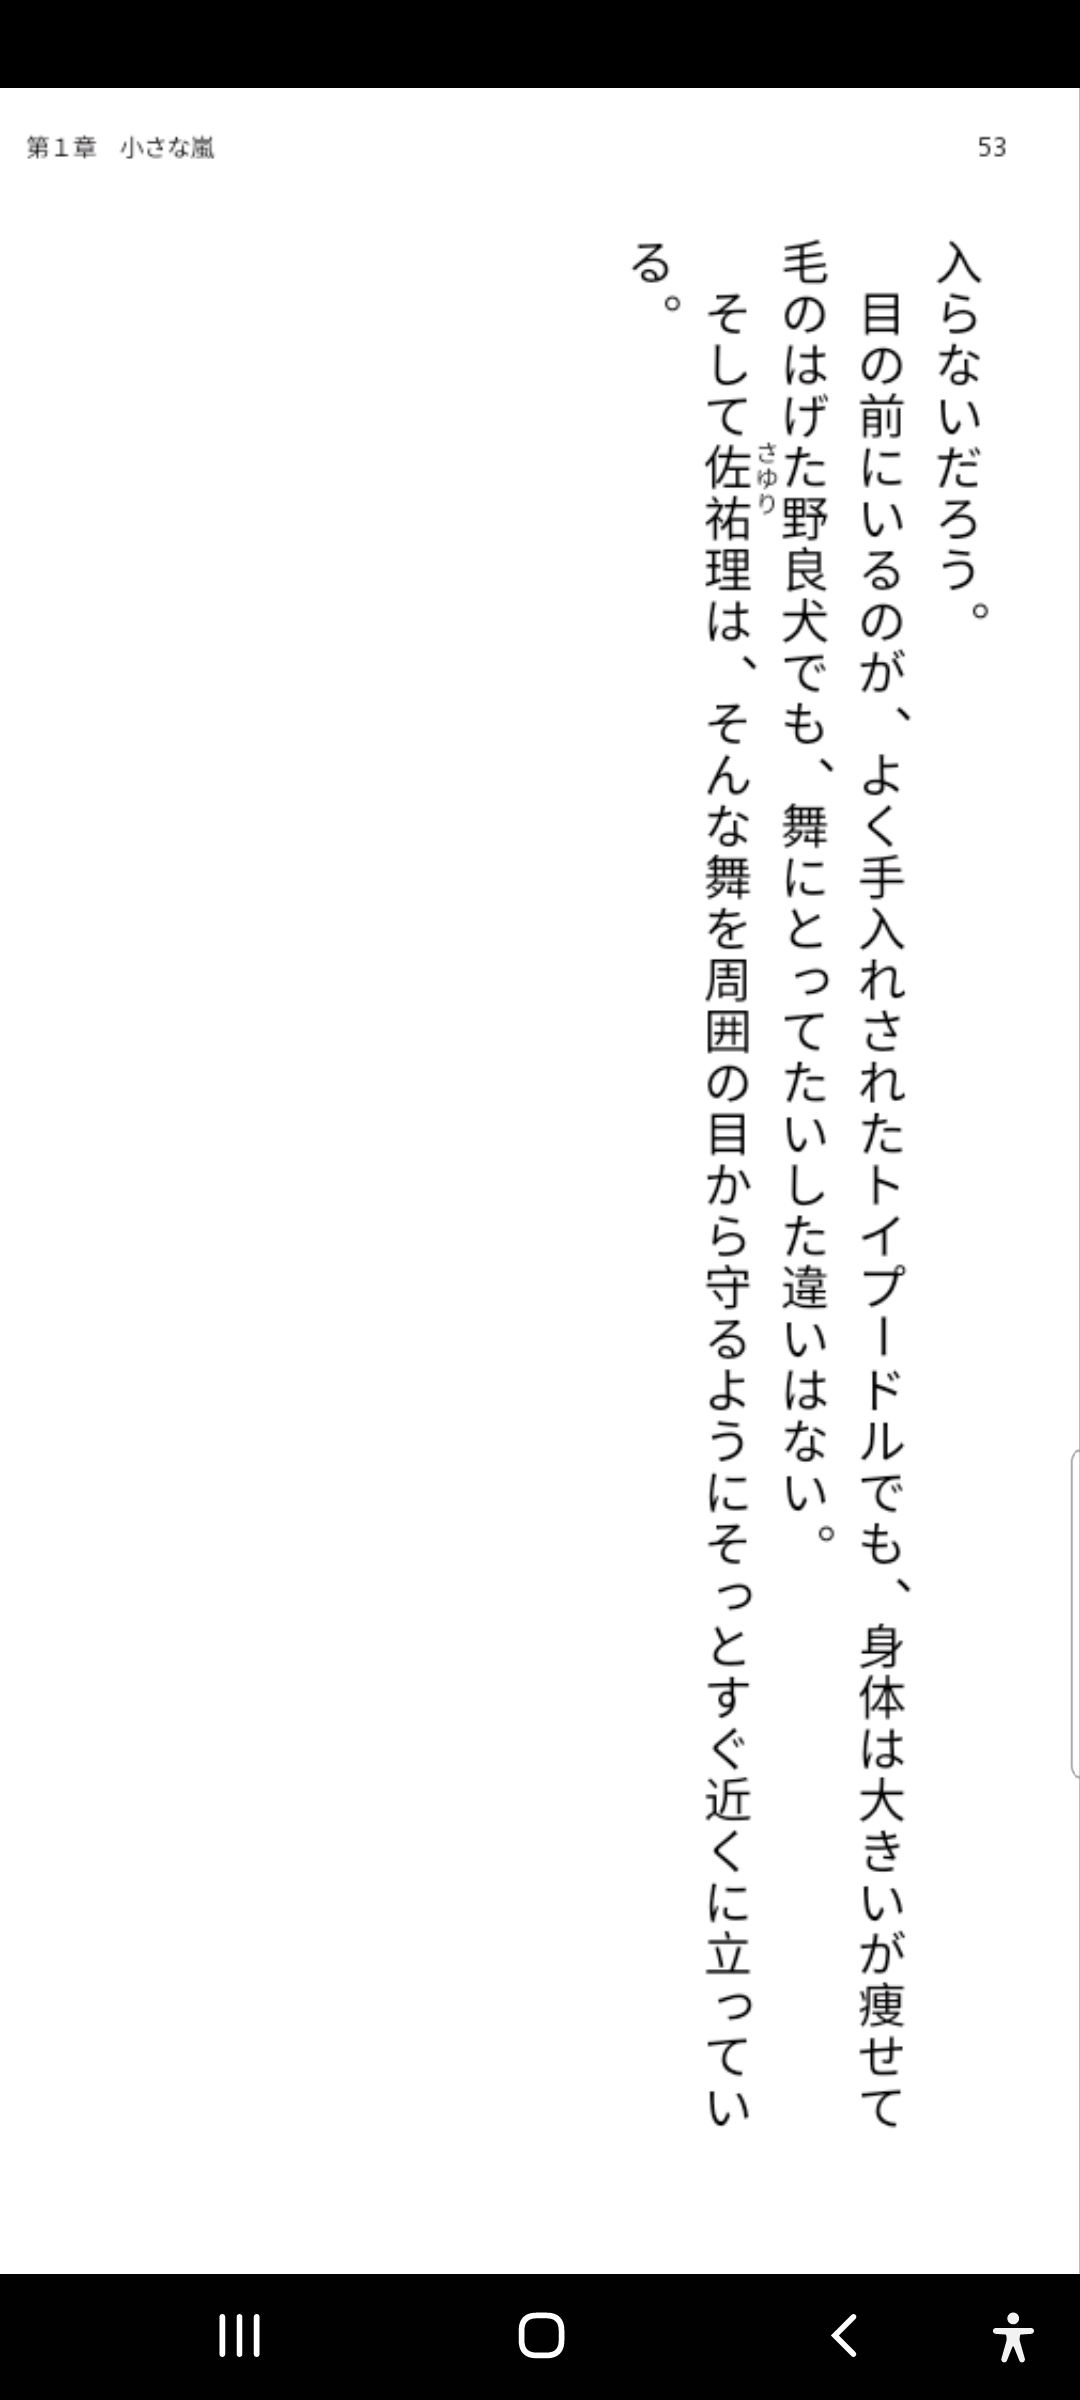 第１章　小さな嵐
53
入らないだろう。
　目の前にいるのが、よく手入れされたトイプードルでも、身体は大きいが痩せて
毛のはげた野良犬でも、舞にとってたいした違いはない。
さゆり
　そして佐祐理は、そんな舞を周囲の目から守るようにそっとすぐ近くに立ってい
る。